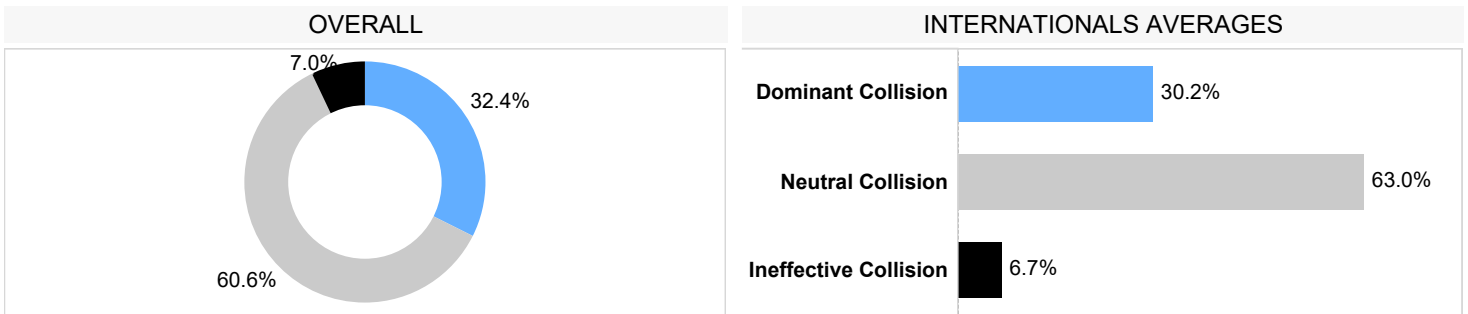 OVERALL
7.0%
32.4%
60.6%
INTERNATIONALS AVERAGES
Dominant Collision 30.2%
Neutral Collision 63.0%
Ineffective Collision 6.7%